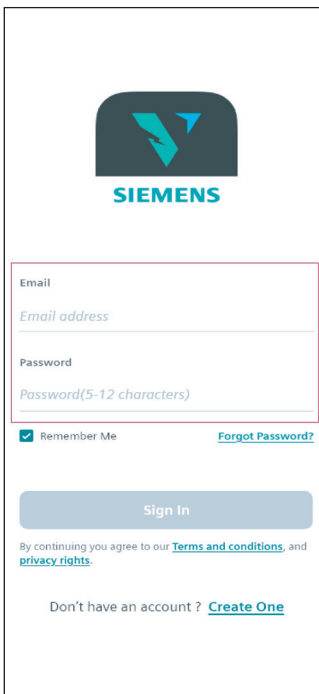 SIEMENS
Email
Email address
Password
Password(5-12 characters)
Remember Me Forgot Password?
Sign In
By continuing you agree to our Terms and conditions, and
privacy rights.
Don't have an account ? Create One